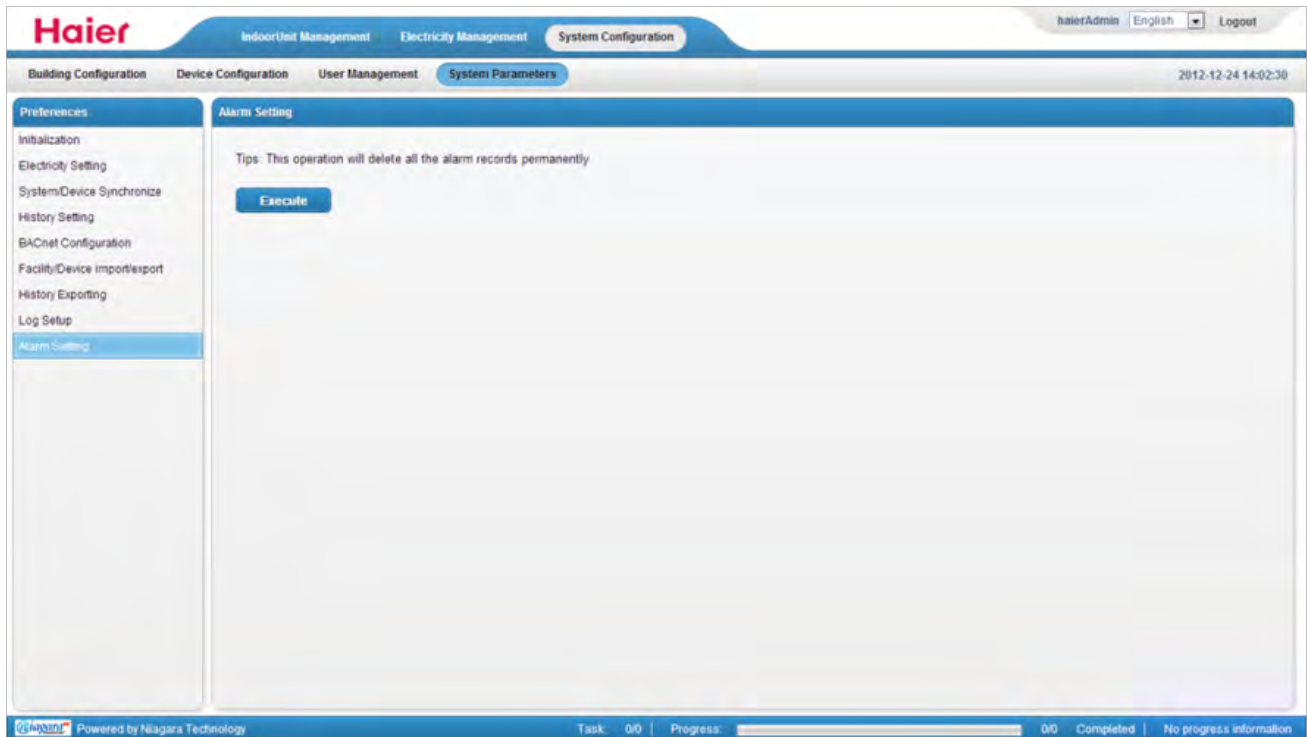 Haier
IndoorUnit Management Electricity Management System Configuration
haierAdmin English Logout
Building Configuration Device Configuration User Management System Parameters
2012-12-24 14:02:30
Preferences
Initialization
Electricity Setting
System/Device Synchronize
History Setting
BACnet Configuration
Facility/Device import/export
History Exporting
Log Setup
Alarm Setting
Alarm Setting
Tips: This operation will delete all the alarm records permanently
Execute
Powered by Niagara Technology
Task: 0/0 | Progress: 0/0 Completed | No progress information